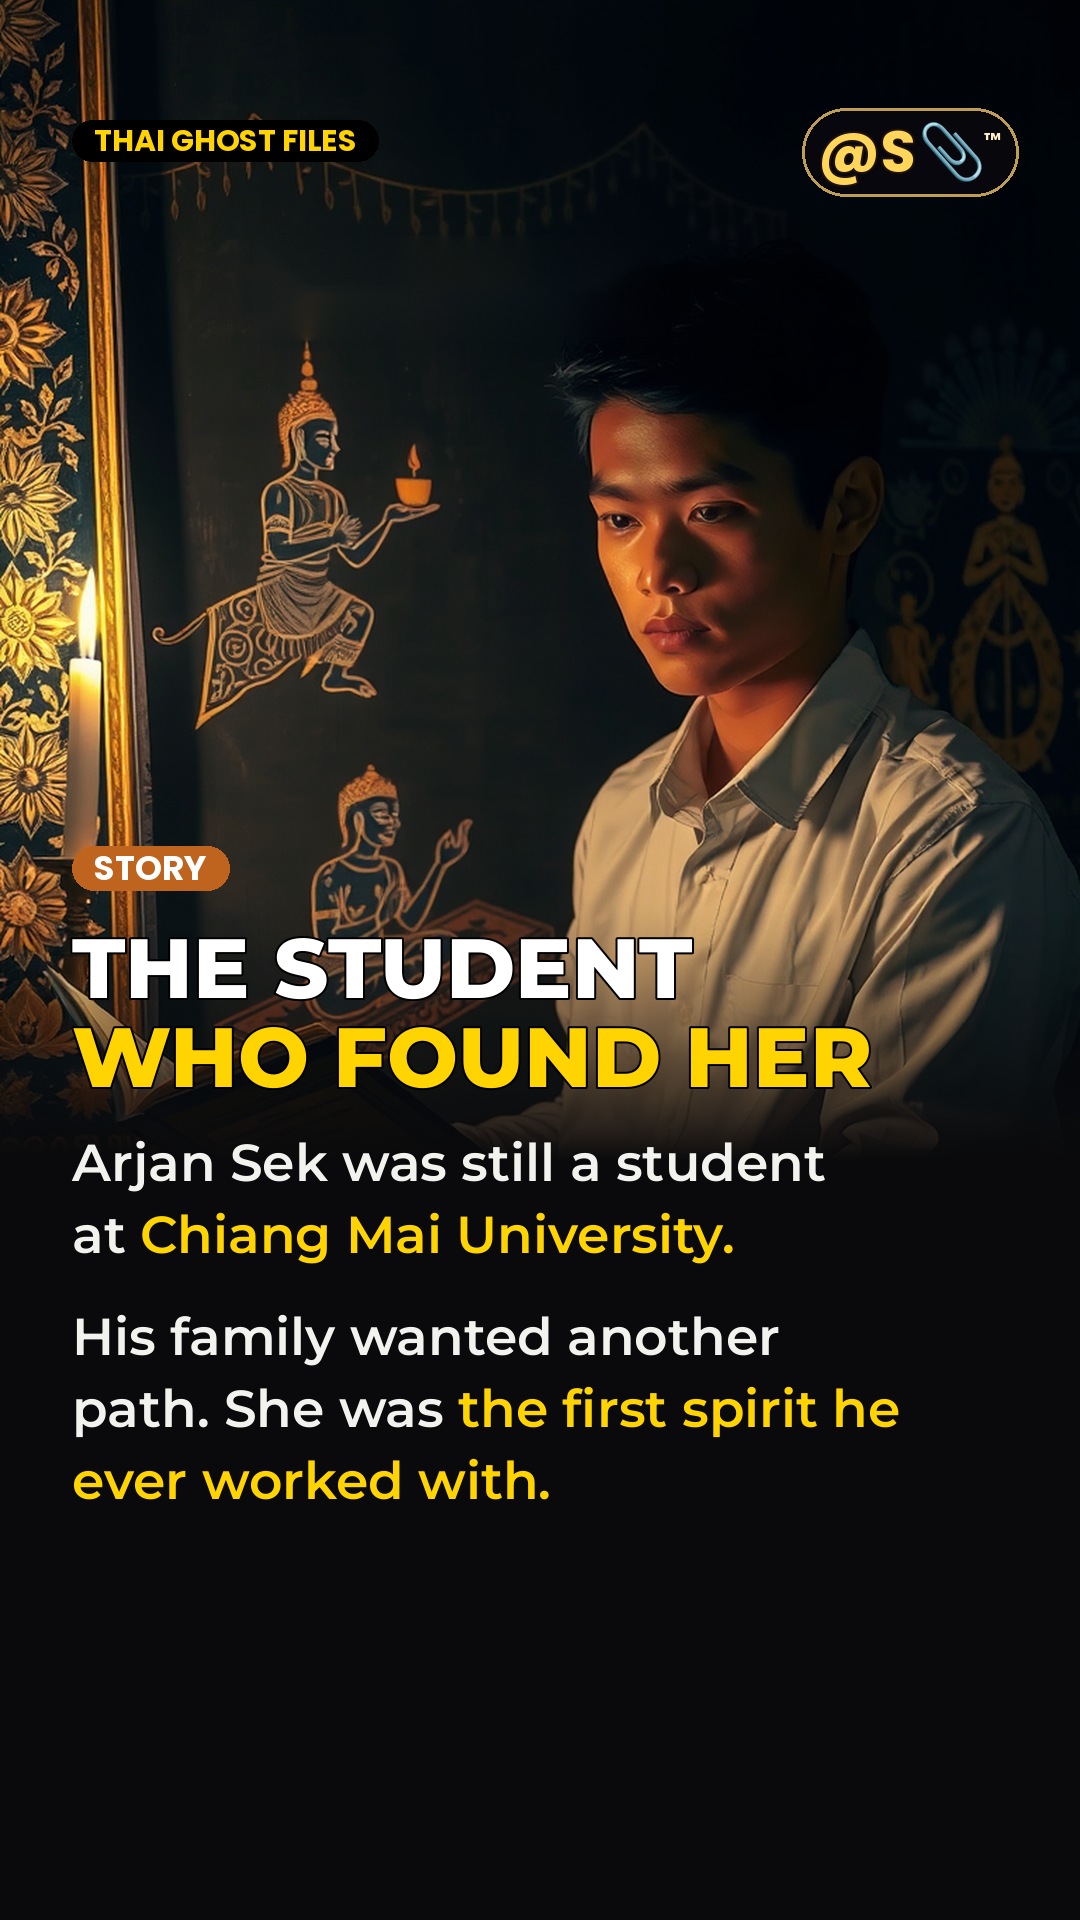 THAI GHOST FILES
@S📎™
STORY
THE STUDENT
WHO FOUND HER
Arjan Sek was still a student
at Chiang Mai University.
His family wanted another
path. She was the first spirit he
ever worked with.